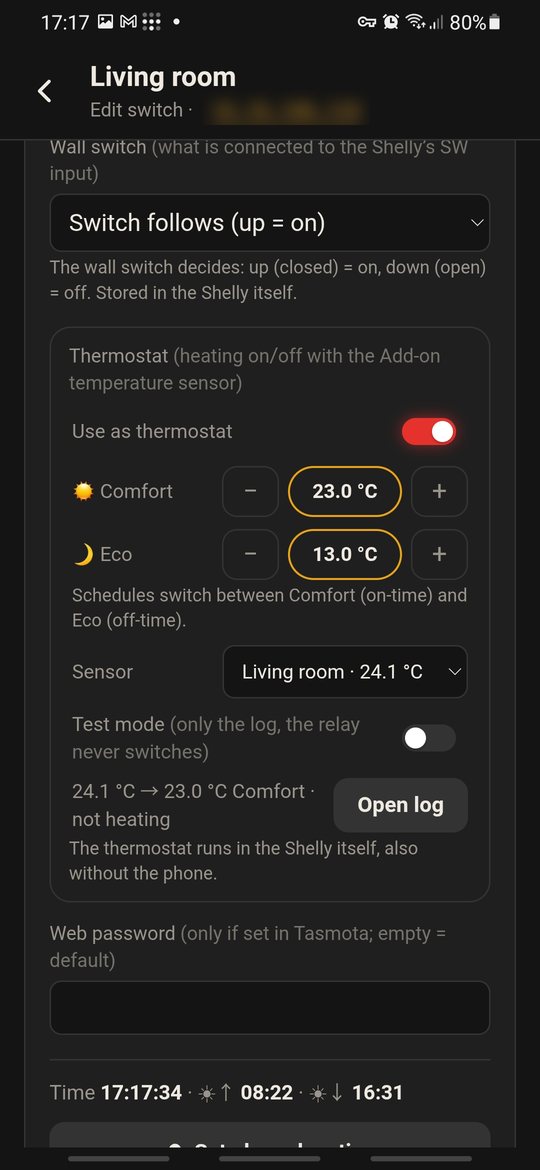 17:17
80%
Living room
Edit switch ·
Wall switch (what is connected to the Shelly's SW
input)
Switch follows (up = on)
The wall switch decides: up (closed) = on, down (open)
= off. Stored in the Shelly itself.
Thermostat (heating on/off with the Add-on
temperature sensor)
Use as thermostat
Comfort − 23.0 °C +
Eco − 13.0 °C +
Schedules switch between Comfort (on-time) and
Eco (off-time).
Sensor Living room · 24.1 °C
Test mode (only the log, the relay
never switches)
24.1 °C → 23.0 °C Comfort ·
not heating
Open log
The thermostat runs in the Shelly itself, also
without the phone.
Web password (only if set in Tasmota; empty =
default)
Time 17:17:34 · ☀↑ 08:22 · ☀↓ 16:31